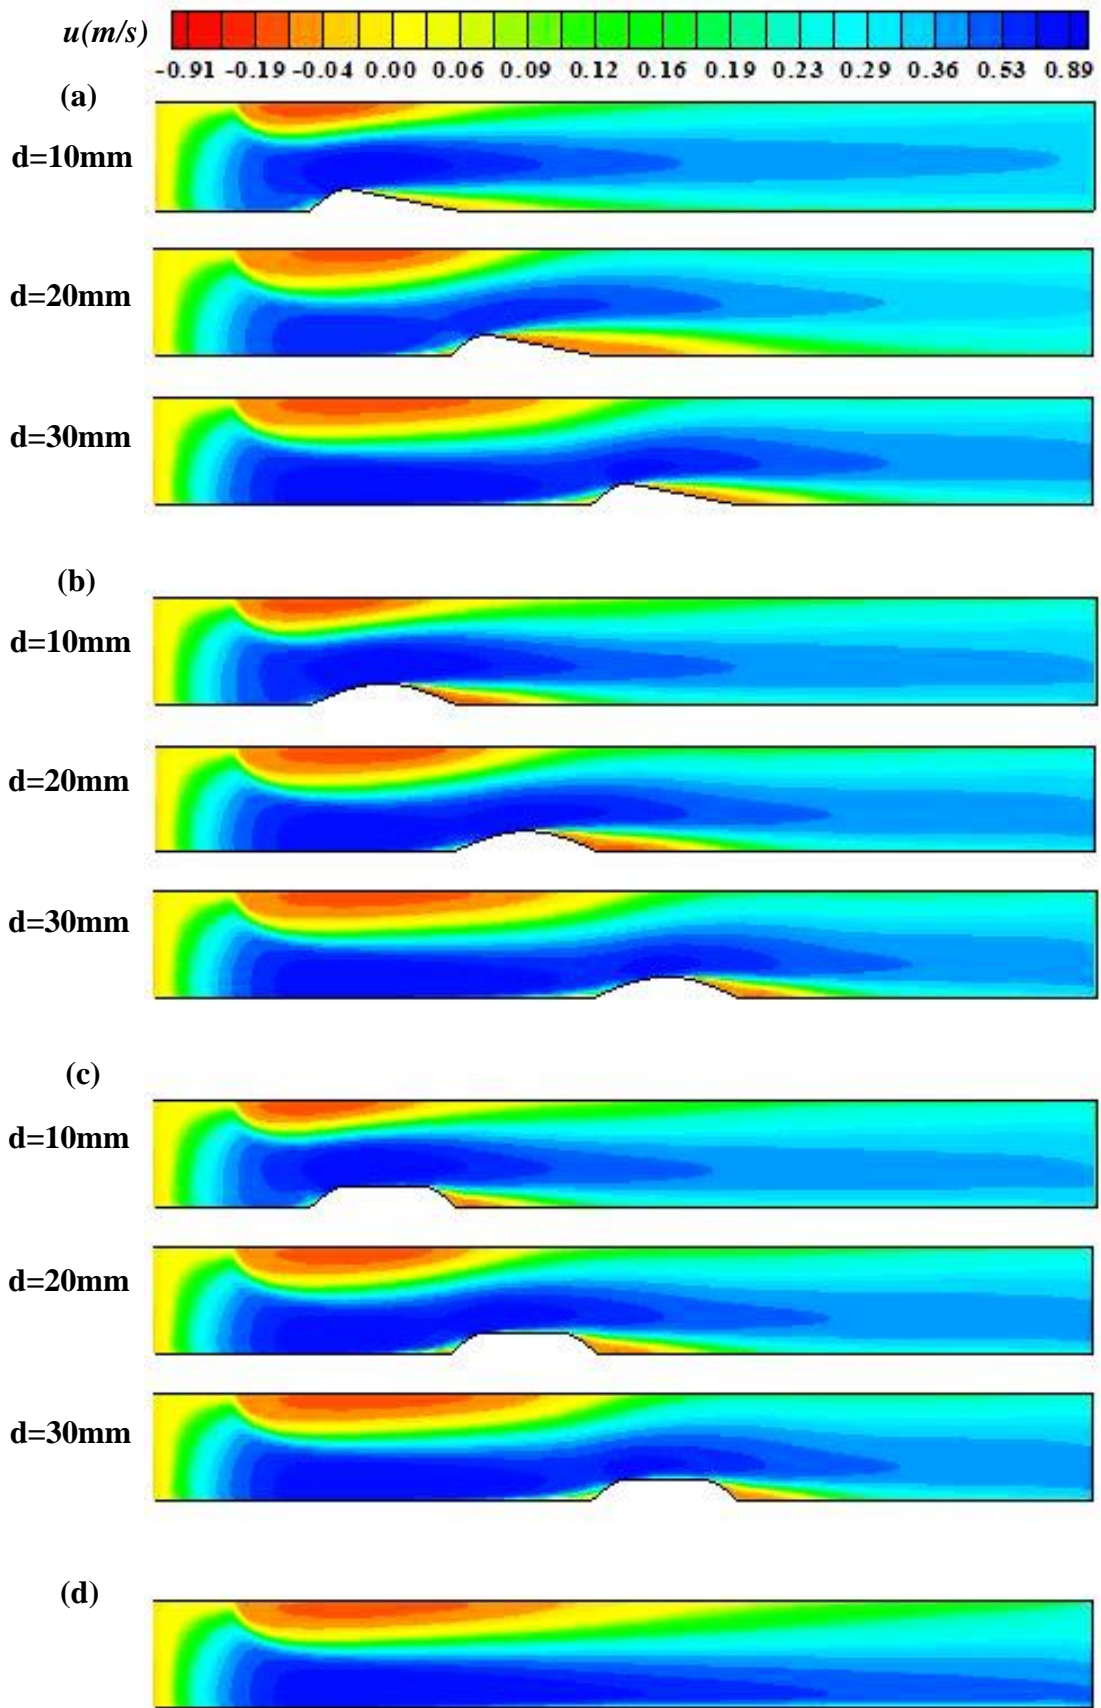 u(m/s)
-0.91 -0.19 -0.04 0.00 0.06 0.09 0.12 0.16 0.19 0.23 0.29 0.36 0.53 0.89
(a)
d=10mm
d=20mm
d=30mm
(b)
d=10mm
d=20mm
d=30mm
(c)
d=10mm
d=20mm
d=30mm
(d)